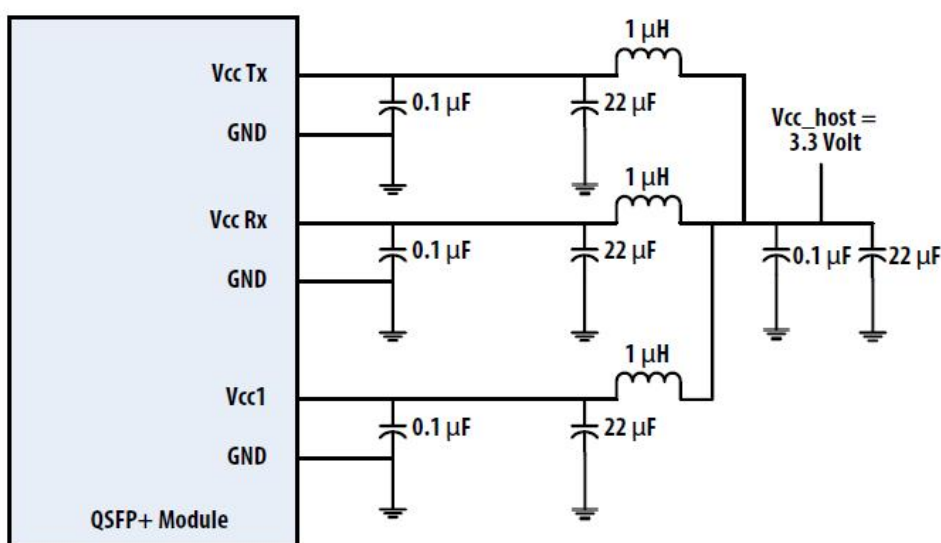 1 μH
Vcc Tx
0.1 μF
22 μF
GND
Vcc_host =
3.3 Volt
1 μH
Vcc Rx
0.1 μF
22 μF
0.1 μF
22 μF
GND
1 μH
Vcc1
0.1 μF
22 μF
GND
QSFP+ Module